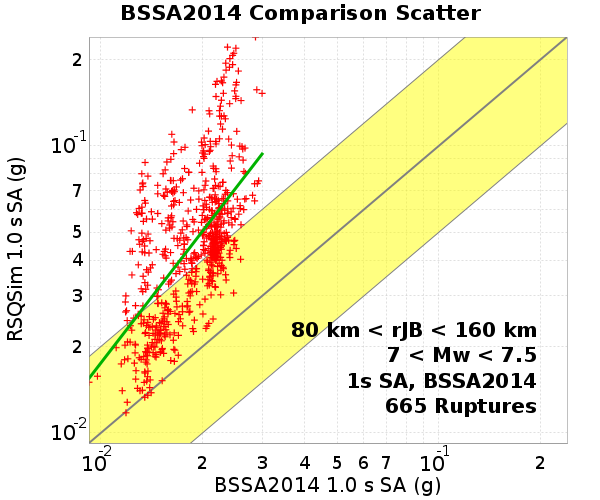 BSSA2014 Comparison Scatter
RSQSim 1.0 s SA (g)
2
10-1
7
5
4
3
2
10-2
80 km < rJB < 160 km
7 < Mw < 7.5
1s SA, BSSA2014
665 Ruptures
10-2 2 3 4 5 6 7 10-1 2
BSSA2014 1.0 s SA (g)